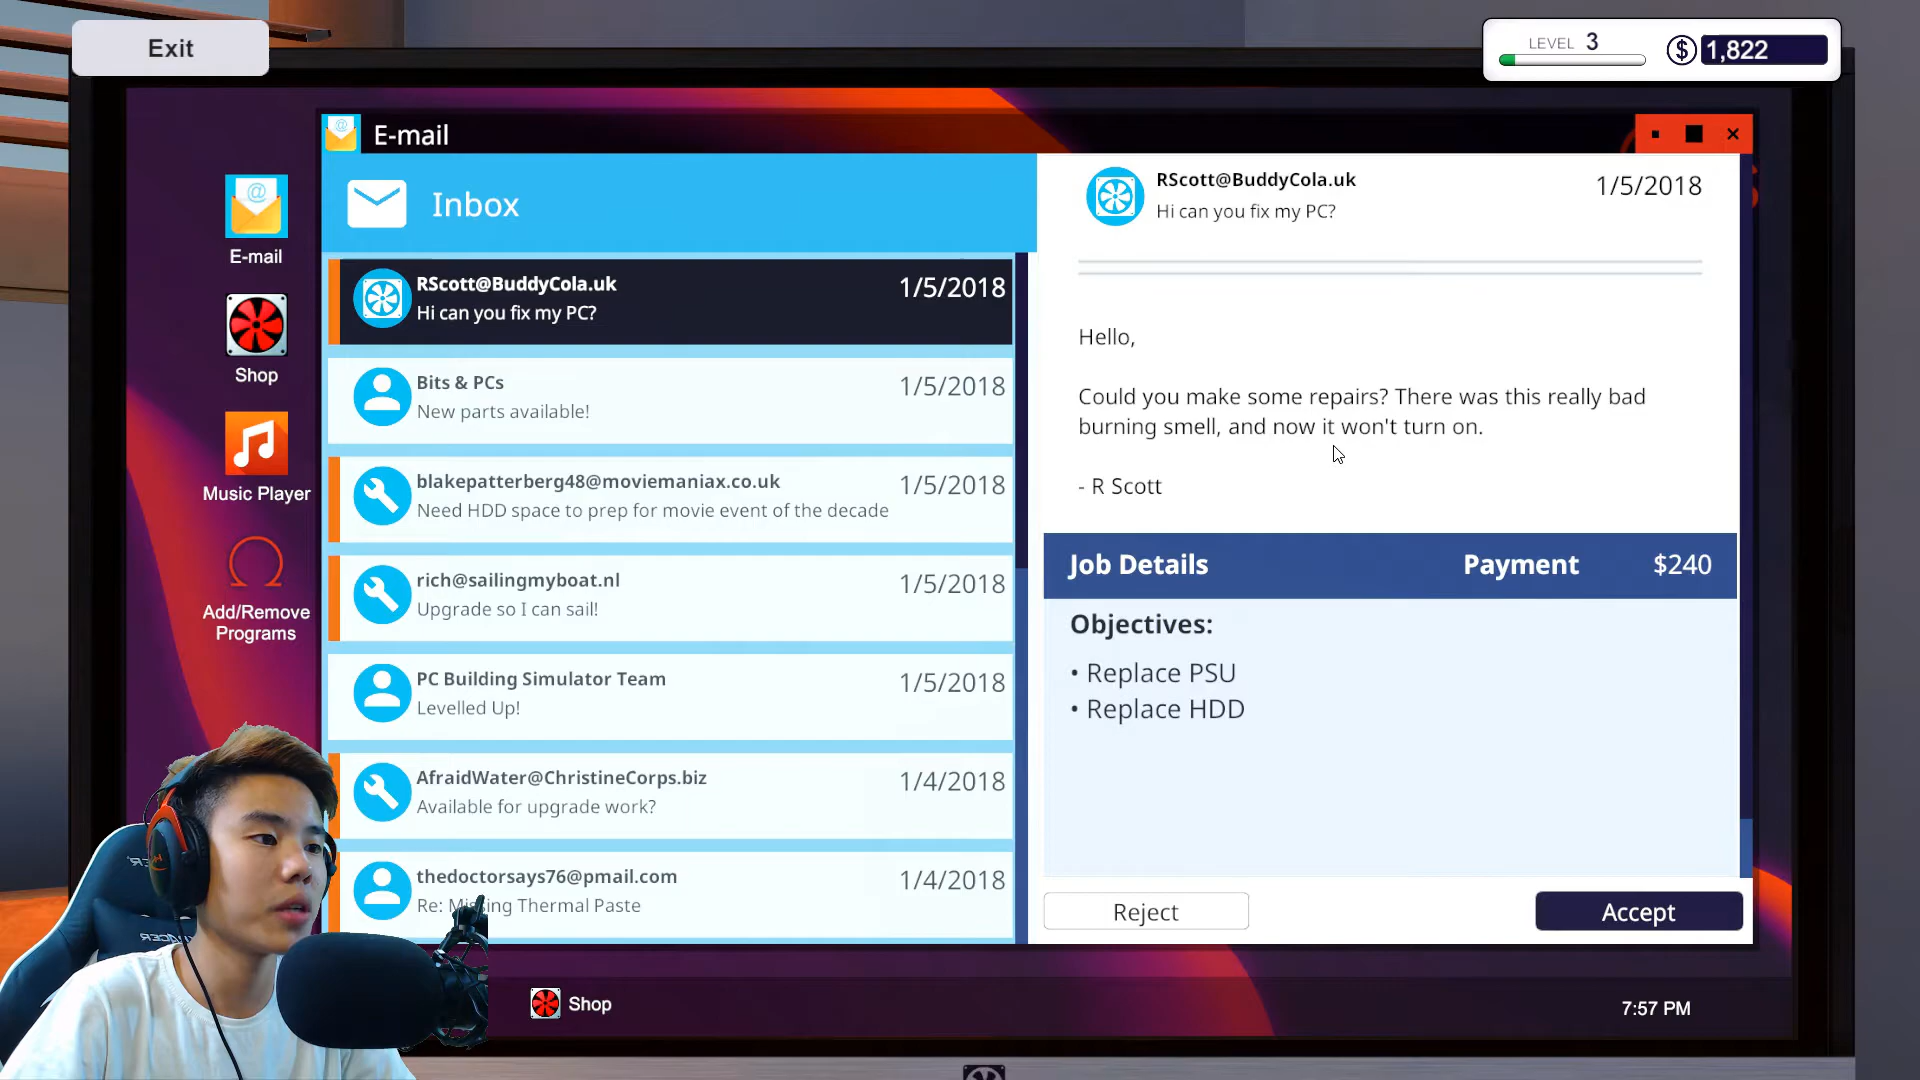 Exit
LEVEL 3
$ 1,822
E-mail
E-mail
Shop
Music Player
Add/Remove
Programs
Inbox
RScott@BuddyCola.uk 1/5/2018
Hi can you fix my PC?
Bits & PCs 1/5/2018
New parts available!
blakepatterberg48@moviemaniax.co.uk 1/5/2018
Need HDD space to prep for movie event of the decade
rich@sailingmyboat.nl 1/5/2018
Upgrade so I can sail!
PC Building Simulator Team 1/5/2018
Levelled Up!
AfraidWater@ChristineCorps.biz 1/4/2018
Available for upgrade work?
thedoctorsays76@pmail.com 1/4/2018
Re: Missing Thermal Paste
RScott@BuddyCola.uk 1/5/2018
Hi can you fix my PC?
Hello,
Could you make some repairs? There was this really bad
burning smell, and now it won't turn on.
- R Scott
Job Details Payment $240
Objectives:
• Replace PSU
• Replace HDD
Reject Accept
Shop
7:57 PM